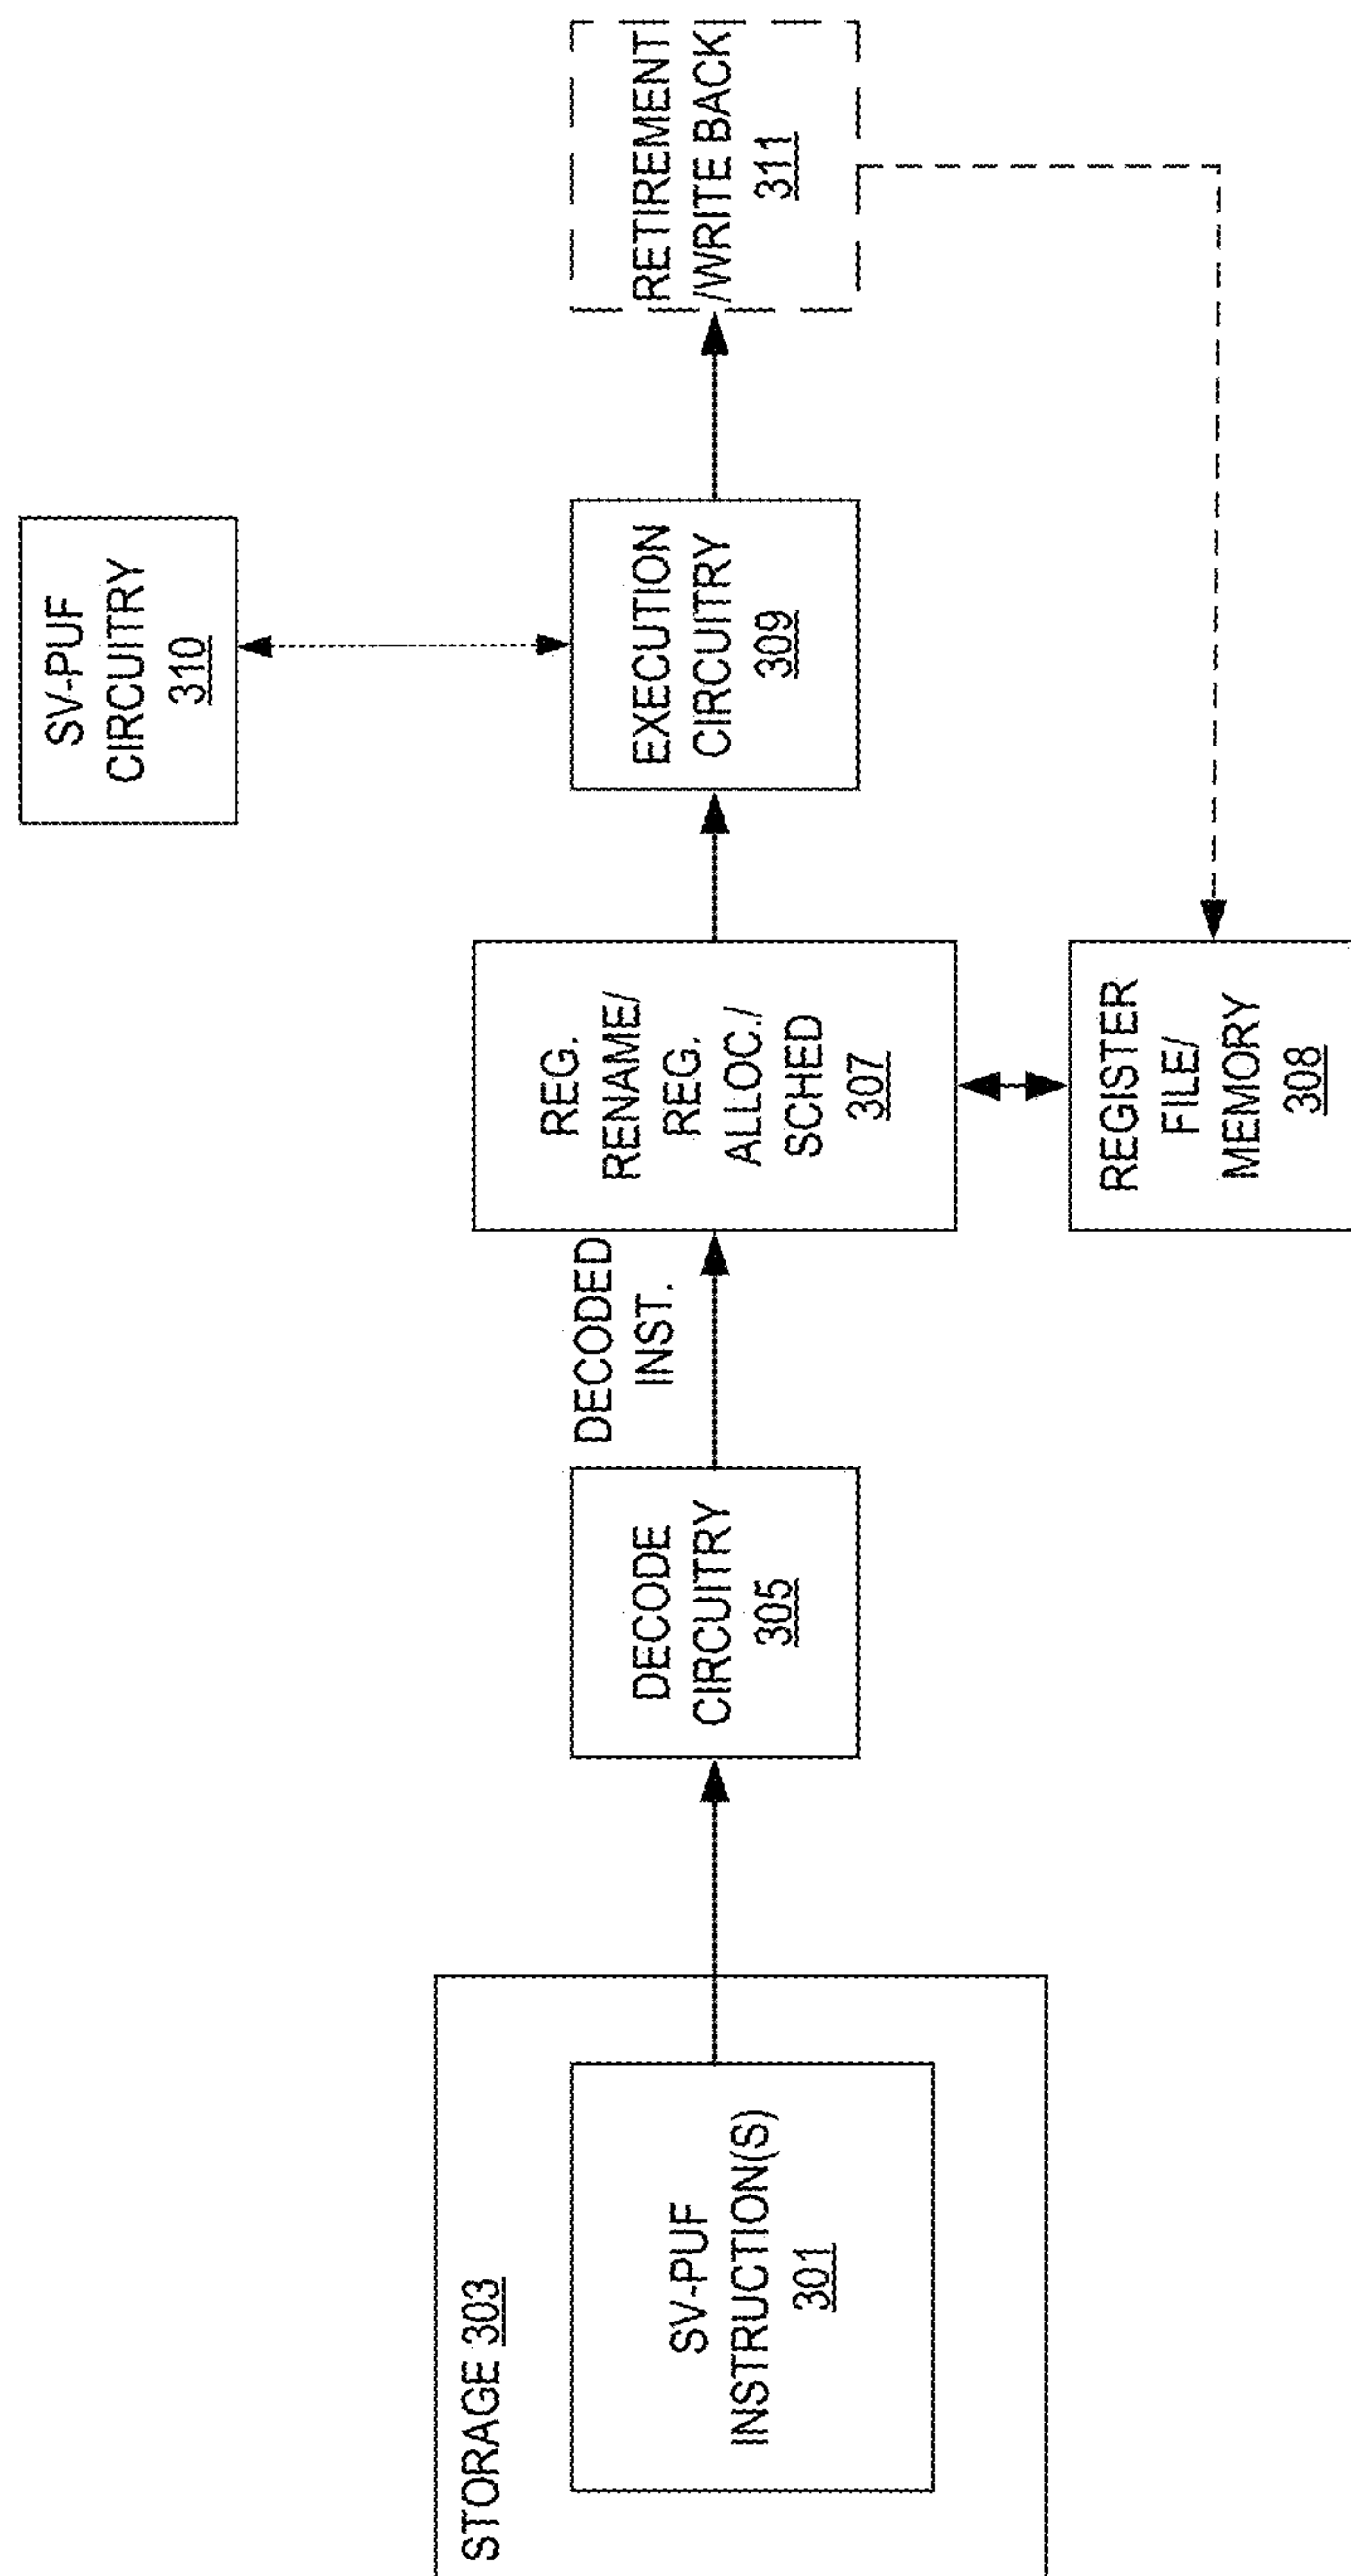 STORAGE 303
SV-PUF
INSTRUCTION(S)
301
DECODE
CIRCUITRY
305
DECODED
INST.
REG.
RENAME/
REG.
ALLOC./
SCHED
307
REGISTER
FILE/
MEMORY
308
EXECUTION
CIRCUITRY
309
SV-PUF
CIRCUITRY
310
RETIREMENT
/WRITE BACK
311